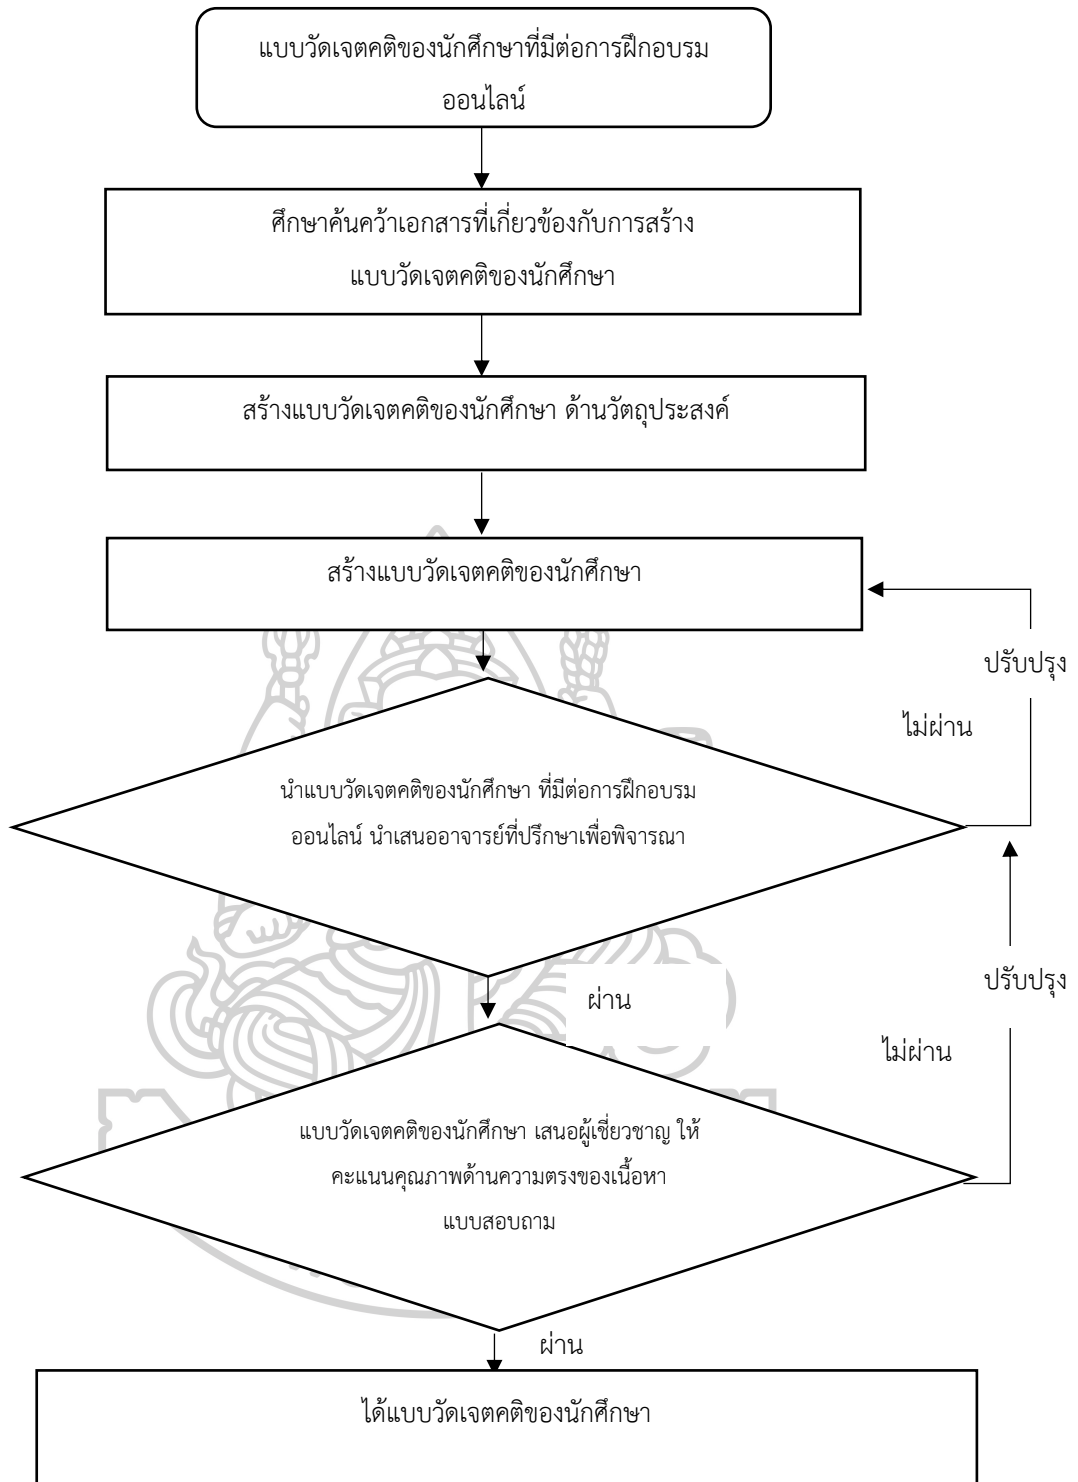 แบบวัดเจตคติของนักศึกษาที่มีต่อการฝึกอบรม
ออนไลน์
ศึกษาค้นคว้าเอกสารที่เกี่ยวข้องกับการสร้าง
แบบวัดเจตคติของนักศึกษา
สร้างแบบวัดเจตคติของนักศึกษา ด้านวัตถุประสงค์
สร้างแบบวัดเจตคติของนักศึกษา
ปรับปรุง
ไม่ผ่าน
นำแบบวัดเจตคติของนักศึกษา ที่มีต่อการฝึกอบรม
ออนไลน์ นำเสนออาจารย์ที่ปรึกษาเพื่อพิจารณา
ปรับปรุง
ผ่าน
ไม่ผ่าน
แบบวัดเจตคติของนักศึกษา เสนอผู้เชี่ยวชาญ ให้
คะแนนคุณภาพด้านความตรงของเนื้อหา
แบบสอบถาม
ผ่าน
ได้แบบวัดเจตคติของนักศึกษา